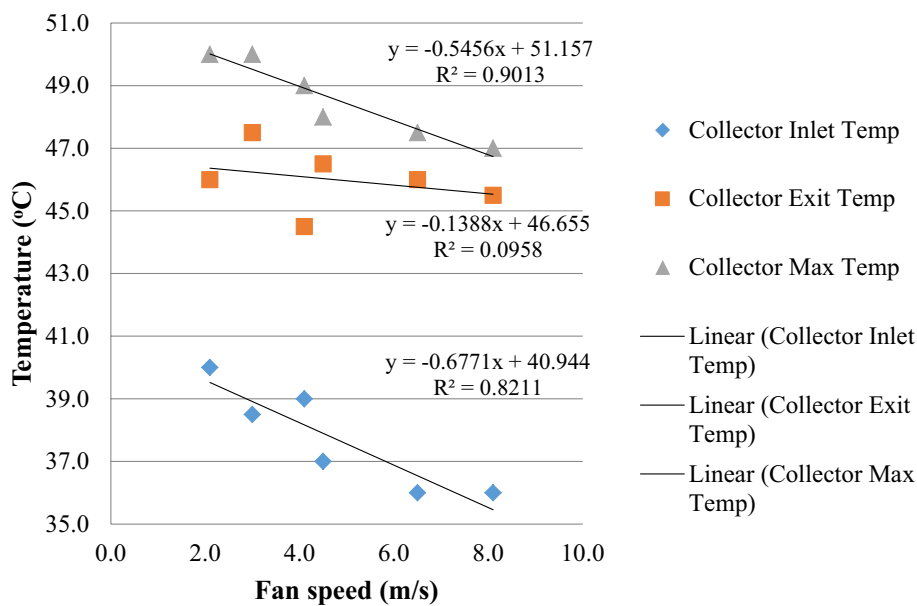 51.0
49.0
47.0
45.0
43.0
41.0
39.0
37.0
35.0
Temperature (°C)
y = -0.5456x + 51.157
R² = 0.9013
y = -0.1388x + 46.655
R² = 0.0958
y = -0.6771x + 40.944
R² = 0.8211
0.0 2.0 4.0 6.0 8.0 10.0
Fan speed (m/s)
Collector Inlet Temp
Collector Exit Temp
Collector Max Temp
Linear (Collector Inlet
Temp)
Linear (Collector Exit
Temp)
Linear (Collector Max
Temp)